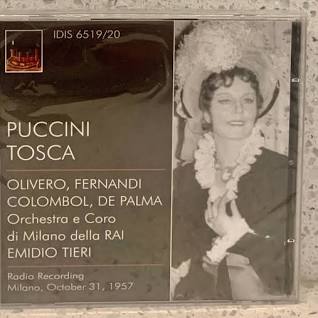 IDIS 6519/20
PUCCINI
TOSCA
OLIVERO, FERNANDI
COLOMBOL, DE PALMA
Orchestra e Coro
di Milano della RAI
EMIDIO TIERI
Radio Recording
Milano, October 31, 1957